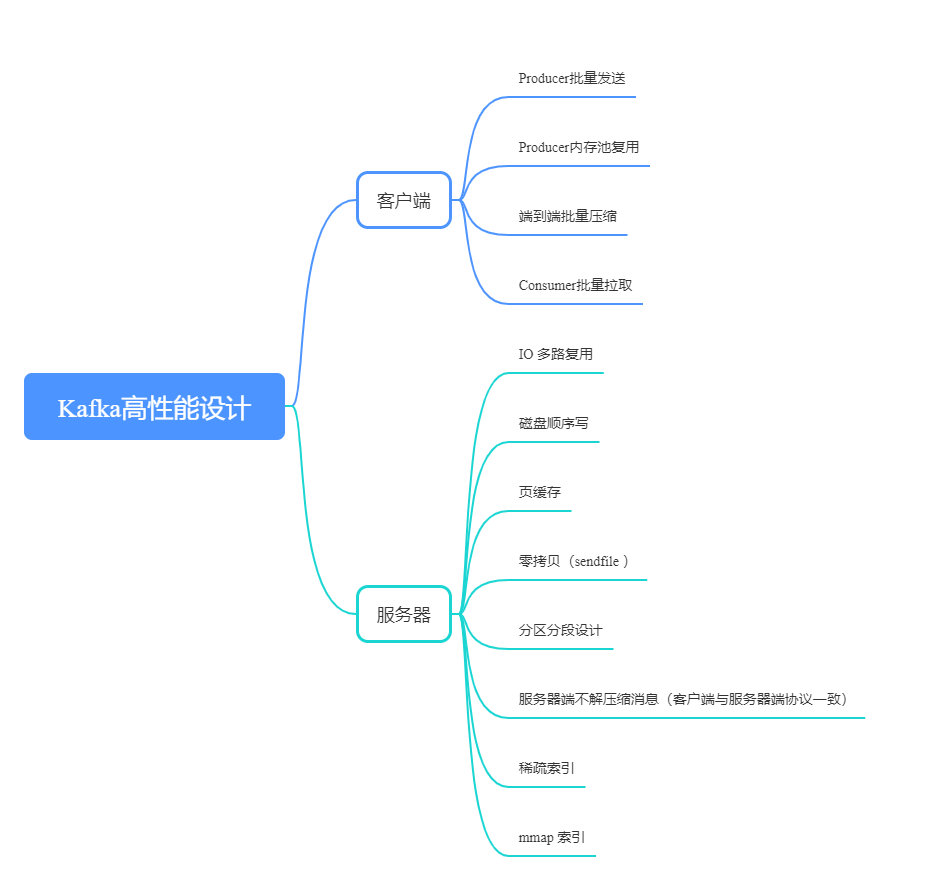 Kafka高性能设计
客户端
Producer批量发送
Producer内存池复用
端到端批量压缩
Consumer批量拉取
服务器
IO 多路复用
磁盘顺序写
页缓存
零拷贝（sendfile ）
分区分段设计
服务器端不解压缩消息（客户端与服务器端协议一致）
稀疏索引
mmap 索引